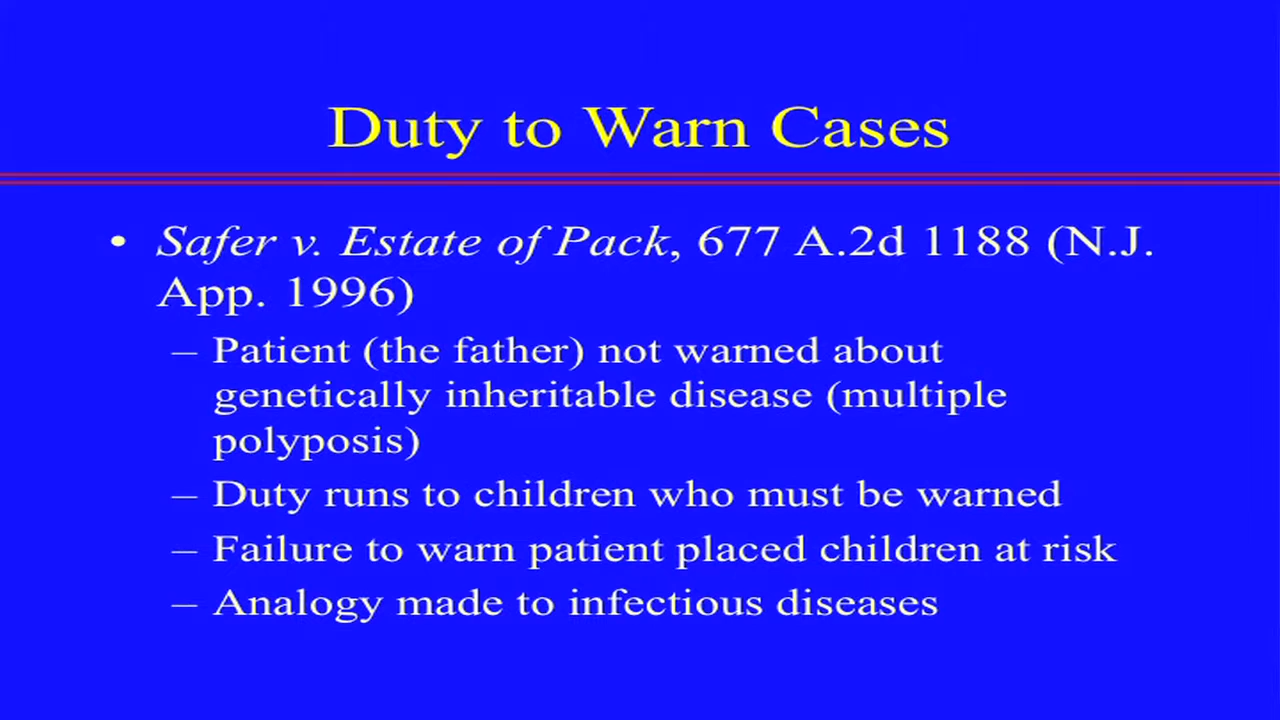 Duty to Warn Cases
• Safer v. Estate of Pack, 677 A.2d 1188 (N.J.
App. 1996)
– Patient (the father) not warned about
genetically inheritable disease (multiple
polyposis)
– Duty runs to children who must be warned
– Failure to warn patient placed children at risk
– Analogy made to infectious diseases